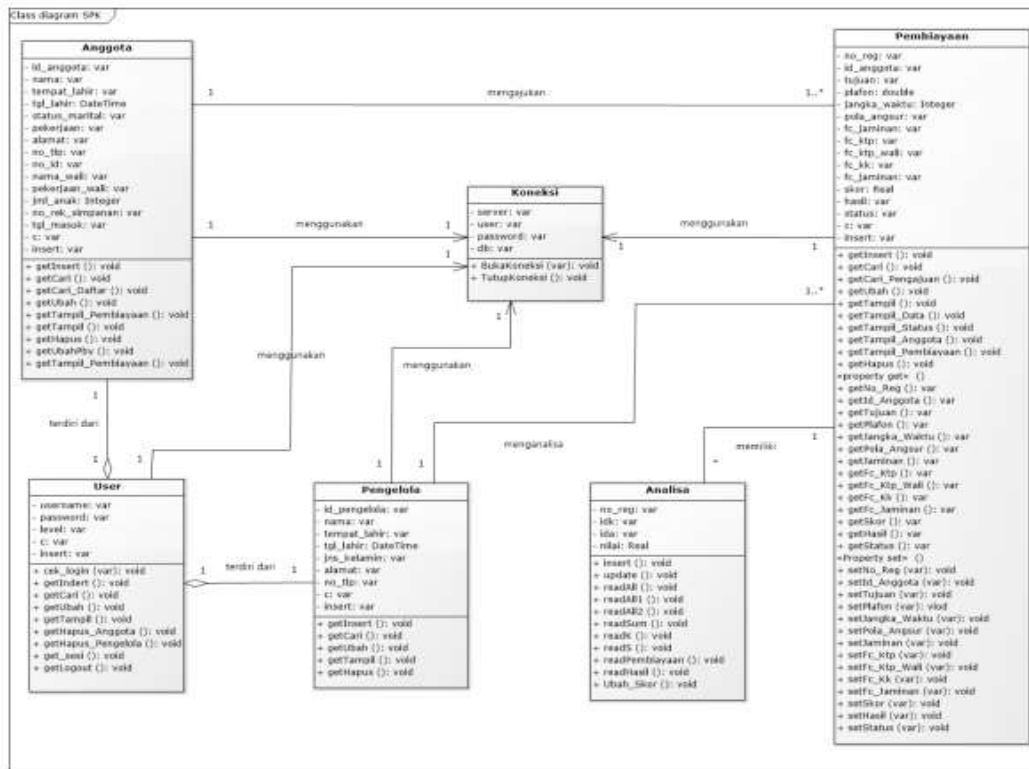 Class diagram SPK
Anggota
- id_anggota: var
- nama: var
- tempat_lahir: var
- tgl_lahir: DateTime
- status_marital: var
- pekerjaan: var
- alamat: var
- no_tlp: var
- no_id: var
- nama_wali: var
- pekerjaan_wali: var
- jml_anak: Integer
- no_rek_simpanan: var
- tgl_masuk: var
- c: var
- insert: var
+ getInsert (): void
+ getCari (): void
+ getCari_Daftar (): void
+ getUbah (): void
+ getTampil_Pembiayaan (): void
+ getTampil (): void
+ getHapus (): void
+ getUbahPby (): void
+ getTampil_Pembiayaan (): void
1
mengajukan
1..*
1
menggunakan
1
Koneksi
- server: var
- user: var
- password: var
- db: var
+ BukaKoneksi (var): void
+ TutupKoneksi (): void
menggunakan
1
1
1
1
menggunakan
menggunakan
1..*
Pembiayaan
- no_reg: var
- id_anggota: var
- tujuan: var
- plafon: double
- jangka_waktu: Integer
- pola_angsur: var
- fc_jaminan: var
- fc_ktp: var
- fc_ktp_wali: var
- fc_kk: var
- fc_jaminan: var
- skor: Real
- hasil: var
- status: var
- c: var
- insert: var
+ getInsert (): void
+ getCari (): void
+ getCari_Pengajuan (): void
+ getUbah (): void
+ getTampil (): void
+ getTampil_Data (): void
+ getTampil_Status (): void
+ getTampil_Anggota (): void
+ getTampil_Pembiayaan (): void
+ getHapus (): void
«property get» ()
+ getNo_Reg (): var
+ getId_Anggota (): var
+ getTujuan (): var
+ getPlafon (): var
+ getJangka_Waktu (): var
+ getPola_Angsur (): var
+ getJaminan (): var
+ getFc_Ktp (): var
+ getFc_Ktp_Wali (): var
+ getFc_Kk (): var
+ getFc_Jaminan (): var
+ getSkor (): var
+ getHasil (): var
+ getStatus (): var
«Property set» ()
+ setNo_Reg (var): void
+ setId_Anggota (var): void
+ setTujuan (var): void
+ setPlafon (var): viod
+ setJangka_Waktu (var): void
+ setPola_Angsur (var): void
+ setJaminan (var): void
+ setFc_Ktp (var): void
+ setFc_Ktp_Wali (var): void
+ setFc_Kk (var): void
+ setFc_Jaminan (var): void
+ setSkor (var): void
+ setHasil (var): void
+ setStatus (var): void
1
terdiri dari
1
1
1
1
menganalisa
memiliki
1
*
User
- username: var
- password: var
- level: var
- c: var
- insert: var
+ cek_login (var): void
+ getIndert (): void
+ getCari (): void
+ getUbah (): void
+ getTampil (): void
+ getHapus_Anggota (): void
+ getHapus_Pengelola (): void
+ get_sesi (): void
+ getLogout (): void
1
terdiri dari
1
Pengelola
- id_pengelola: var
- nama: var
- tempat_lahir: var
- tgl_lahir: DateTime
- jns_kelamin: var
- alamat: var
- no_tlp: var
- c: var
- insert: var
+ getInsert (): void
+ getCari (): void
+ getUbah (): void
+ getTampil (): void
+ getHapus (): void
Analisa
- no_reg: var
- idk: var
- ida: var
- nilai: Real
+ insert (): void
+ update (): void
+ readAll (): void
+ readAll1 (): void
+ readAll2 (): void
+ readSum (): void
+ readK (): void
+ readS (): void
+ readPembiayaan (): void
+ readHasil (): void
+ Ubah_Skor (): void